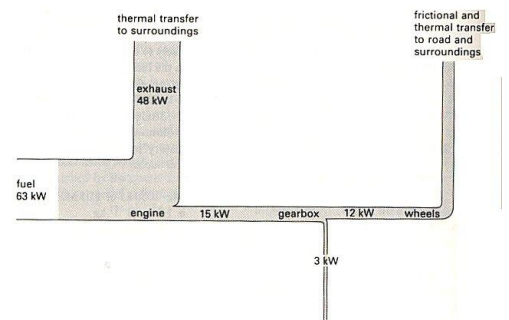 thermal transfer
to surroundings
frictional and
thermal transfer
to road and
surroundings
exhaust
48 kW
fuel
63 kW
engine
15 kW
gearbox
12 kW
wheels
3 kW